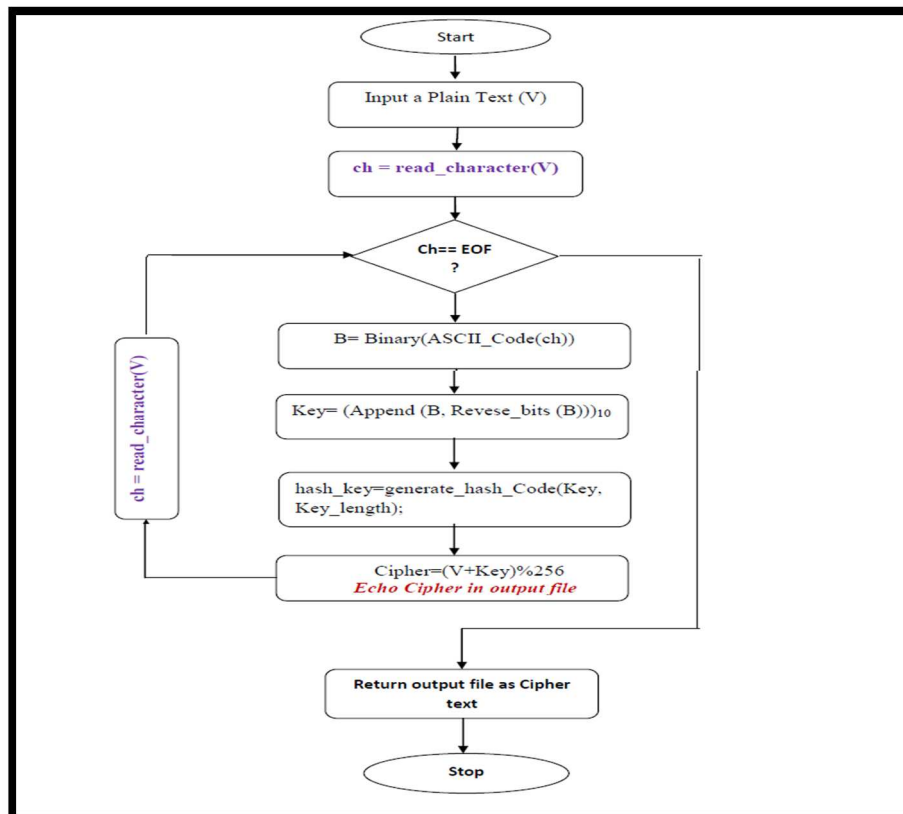 Start
Input a Plain Text (V)
ch = read_character(V)
Ch== EOF
?
B= Binary(ASCII_Code(ch))
Key= (Append (B, Revese_bits (B)))₁₀
hash_key=generate_hash_Code(Key,
Key_length);
Cipher=(V+Key)%256
Echo Cipher in output file
ch = read_character(V)
Return output file as Cipher
text
Stop